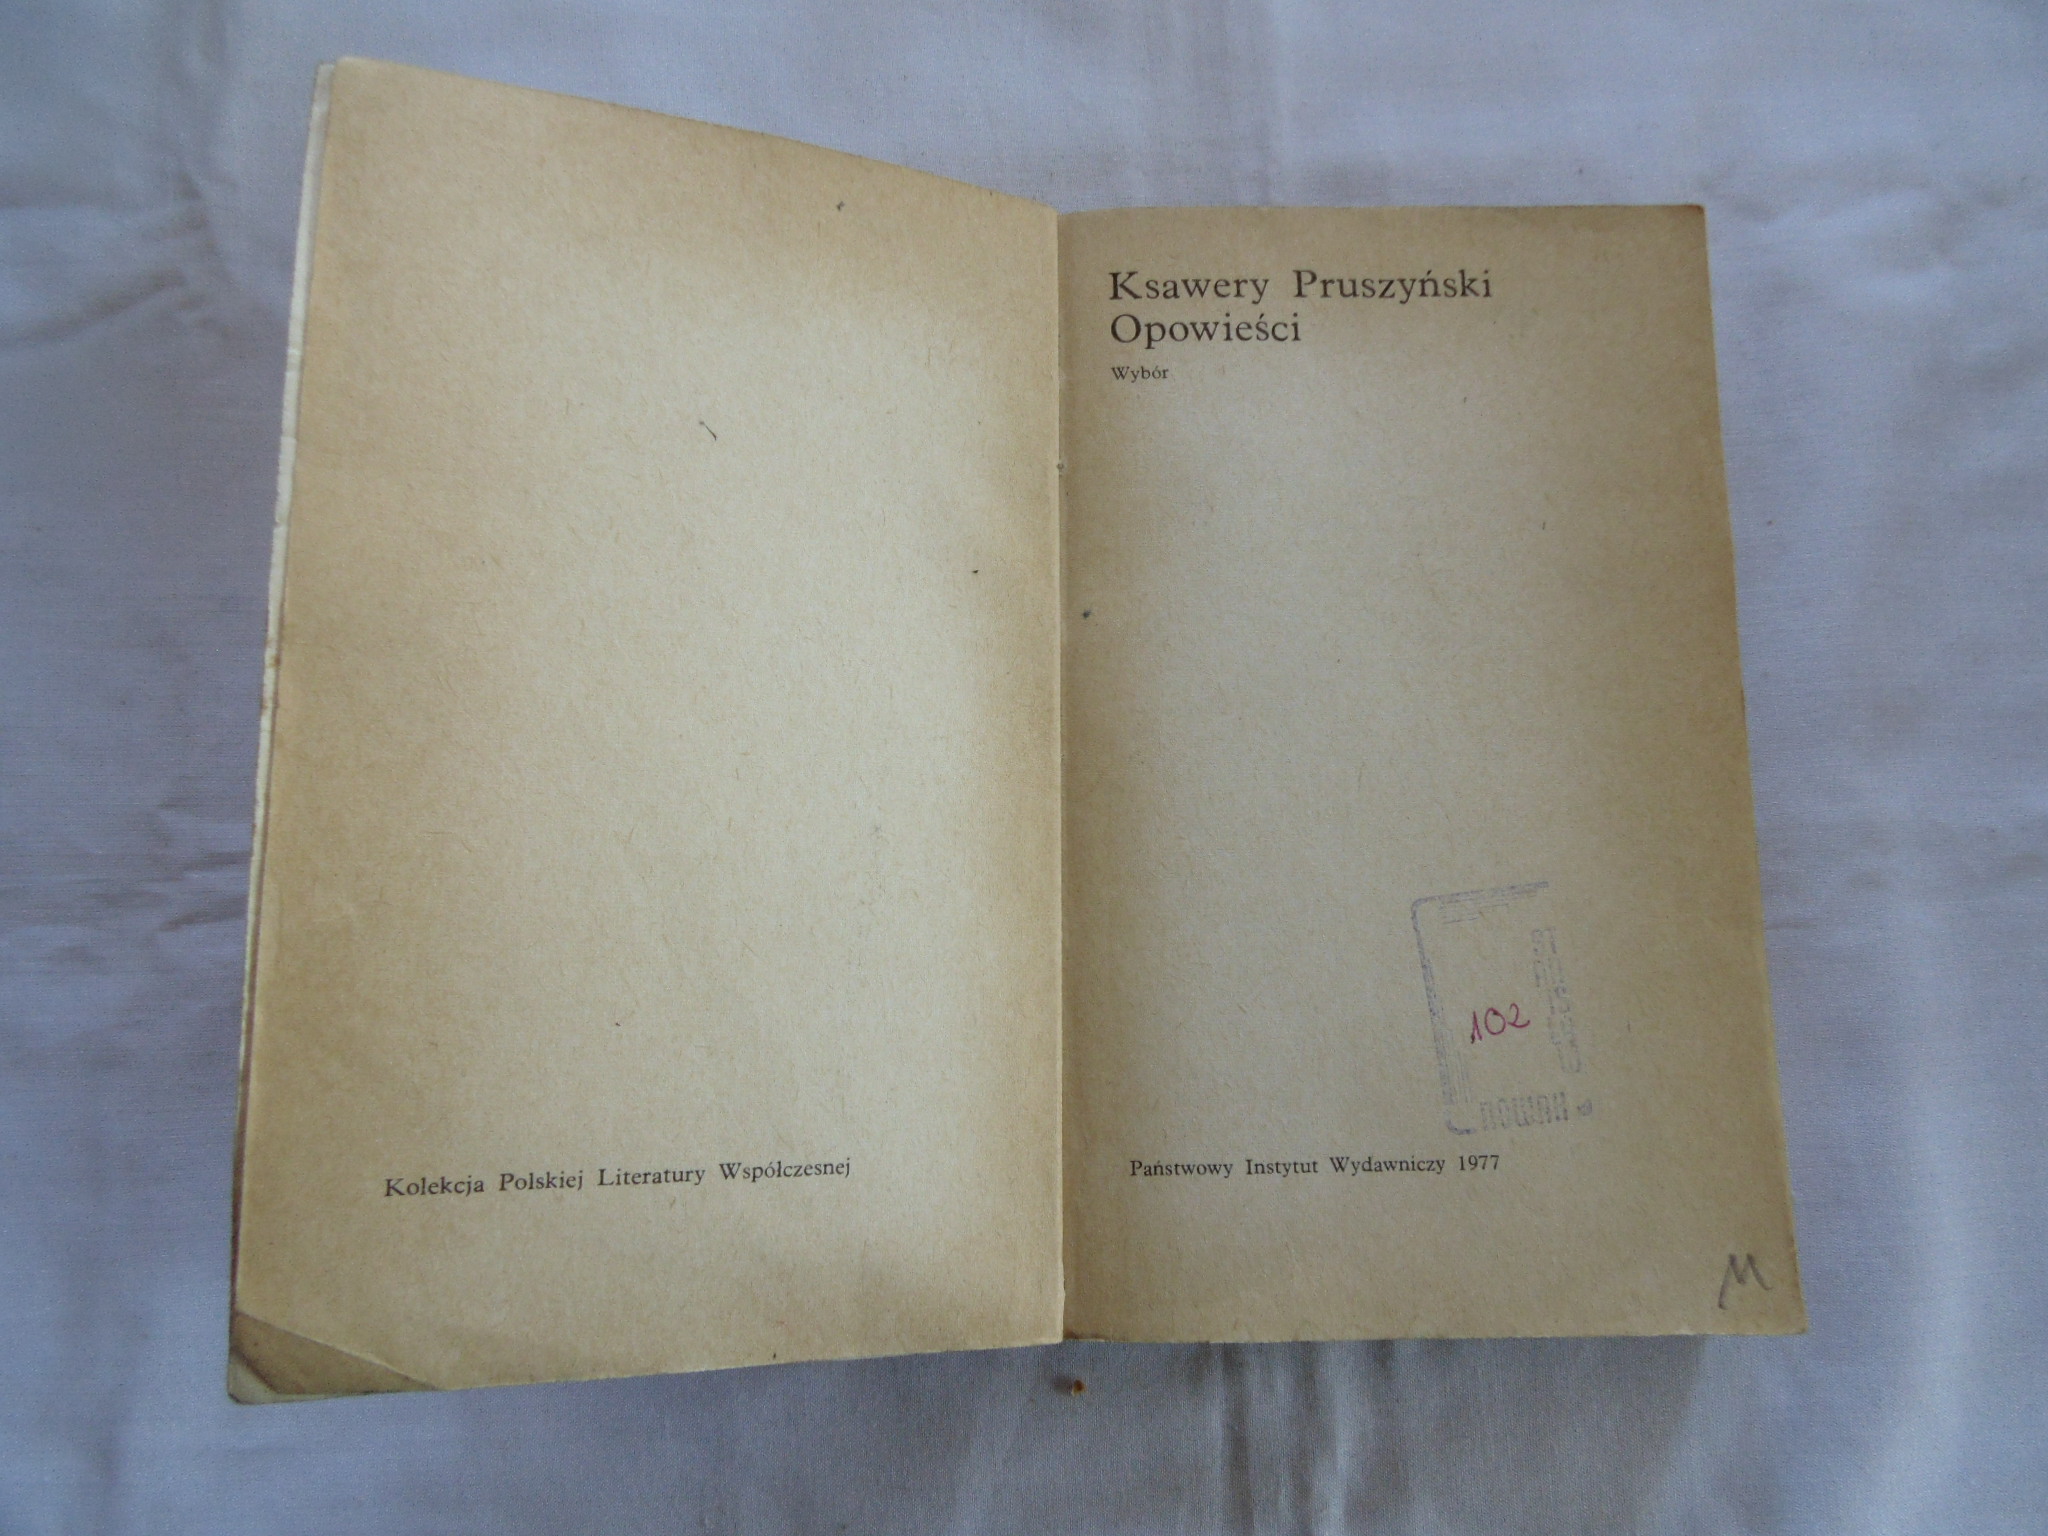 Kolekcja Polskiej Literatury Współczesnej
Ksawery Pruszyński
Opowieści
Wybór
102
Państwowy Instytut Wydawniczy 1977
M